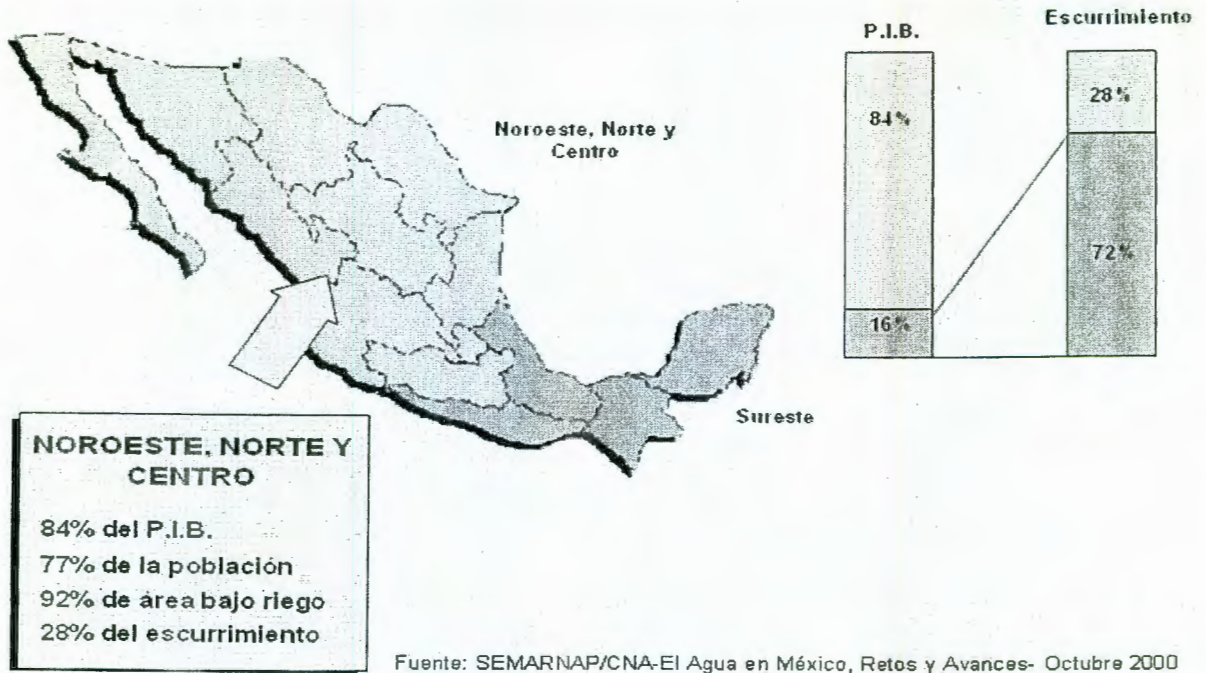 P.I.B.
Escurrimiento
84%
28%
Noroeste, Norte y
Centro
72%
16%
Sureste
NOROESTE, NORTE Y
CENTRO
84% del P.I.B.
77% de la población
92% de área bajo riego
28% del escurrimiento
Fuente: SEMARNAP/CNA-El Agua en México, Retos y Avances- Octubre 2000